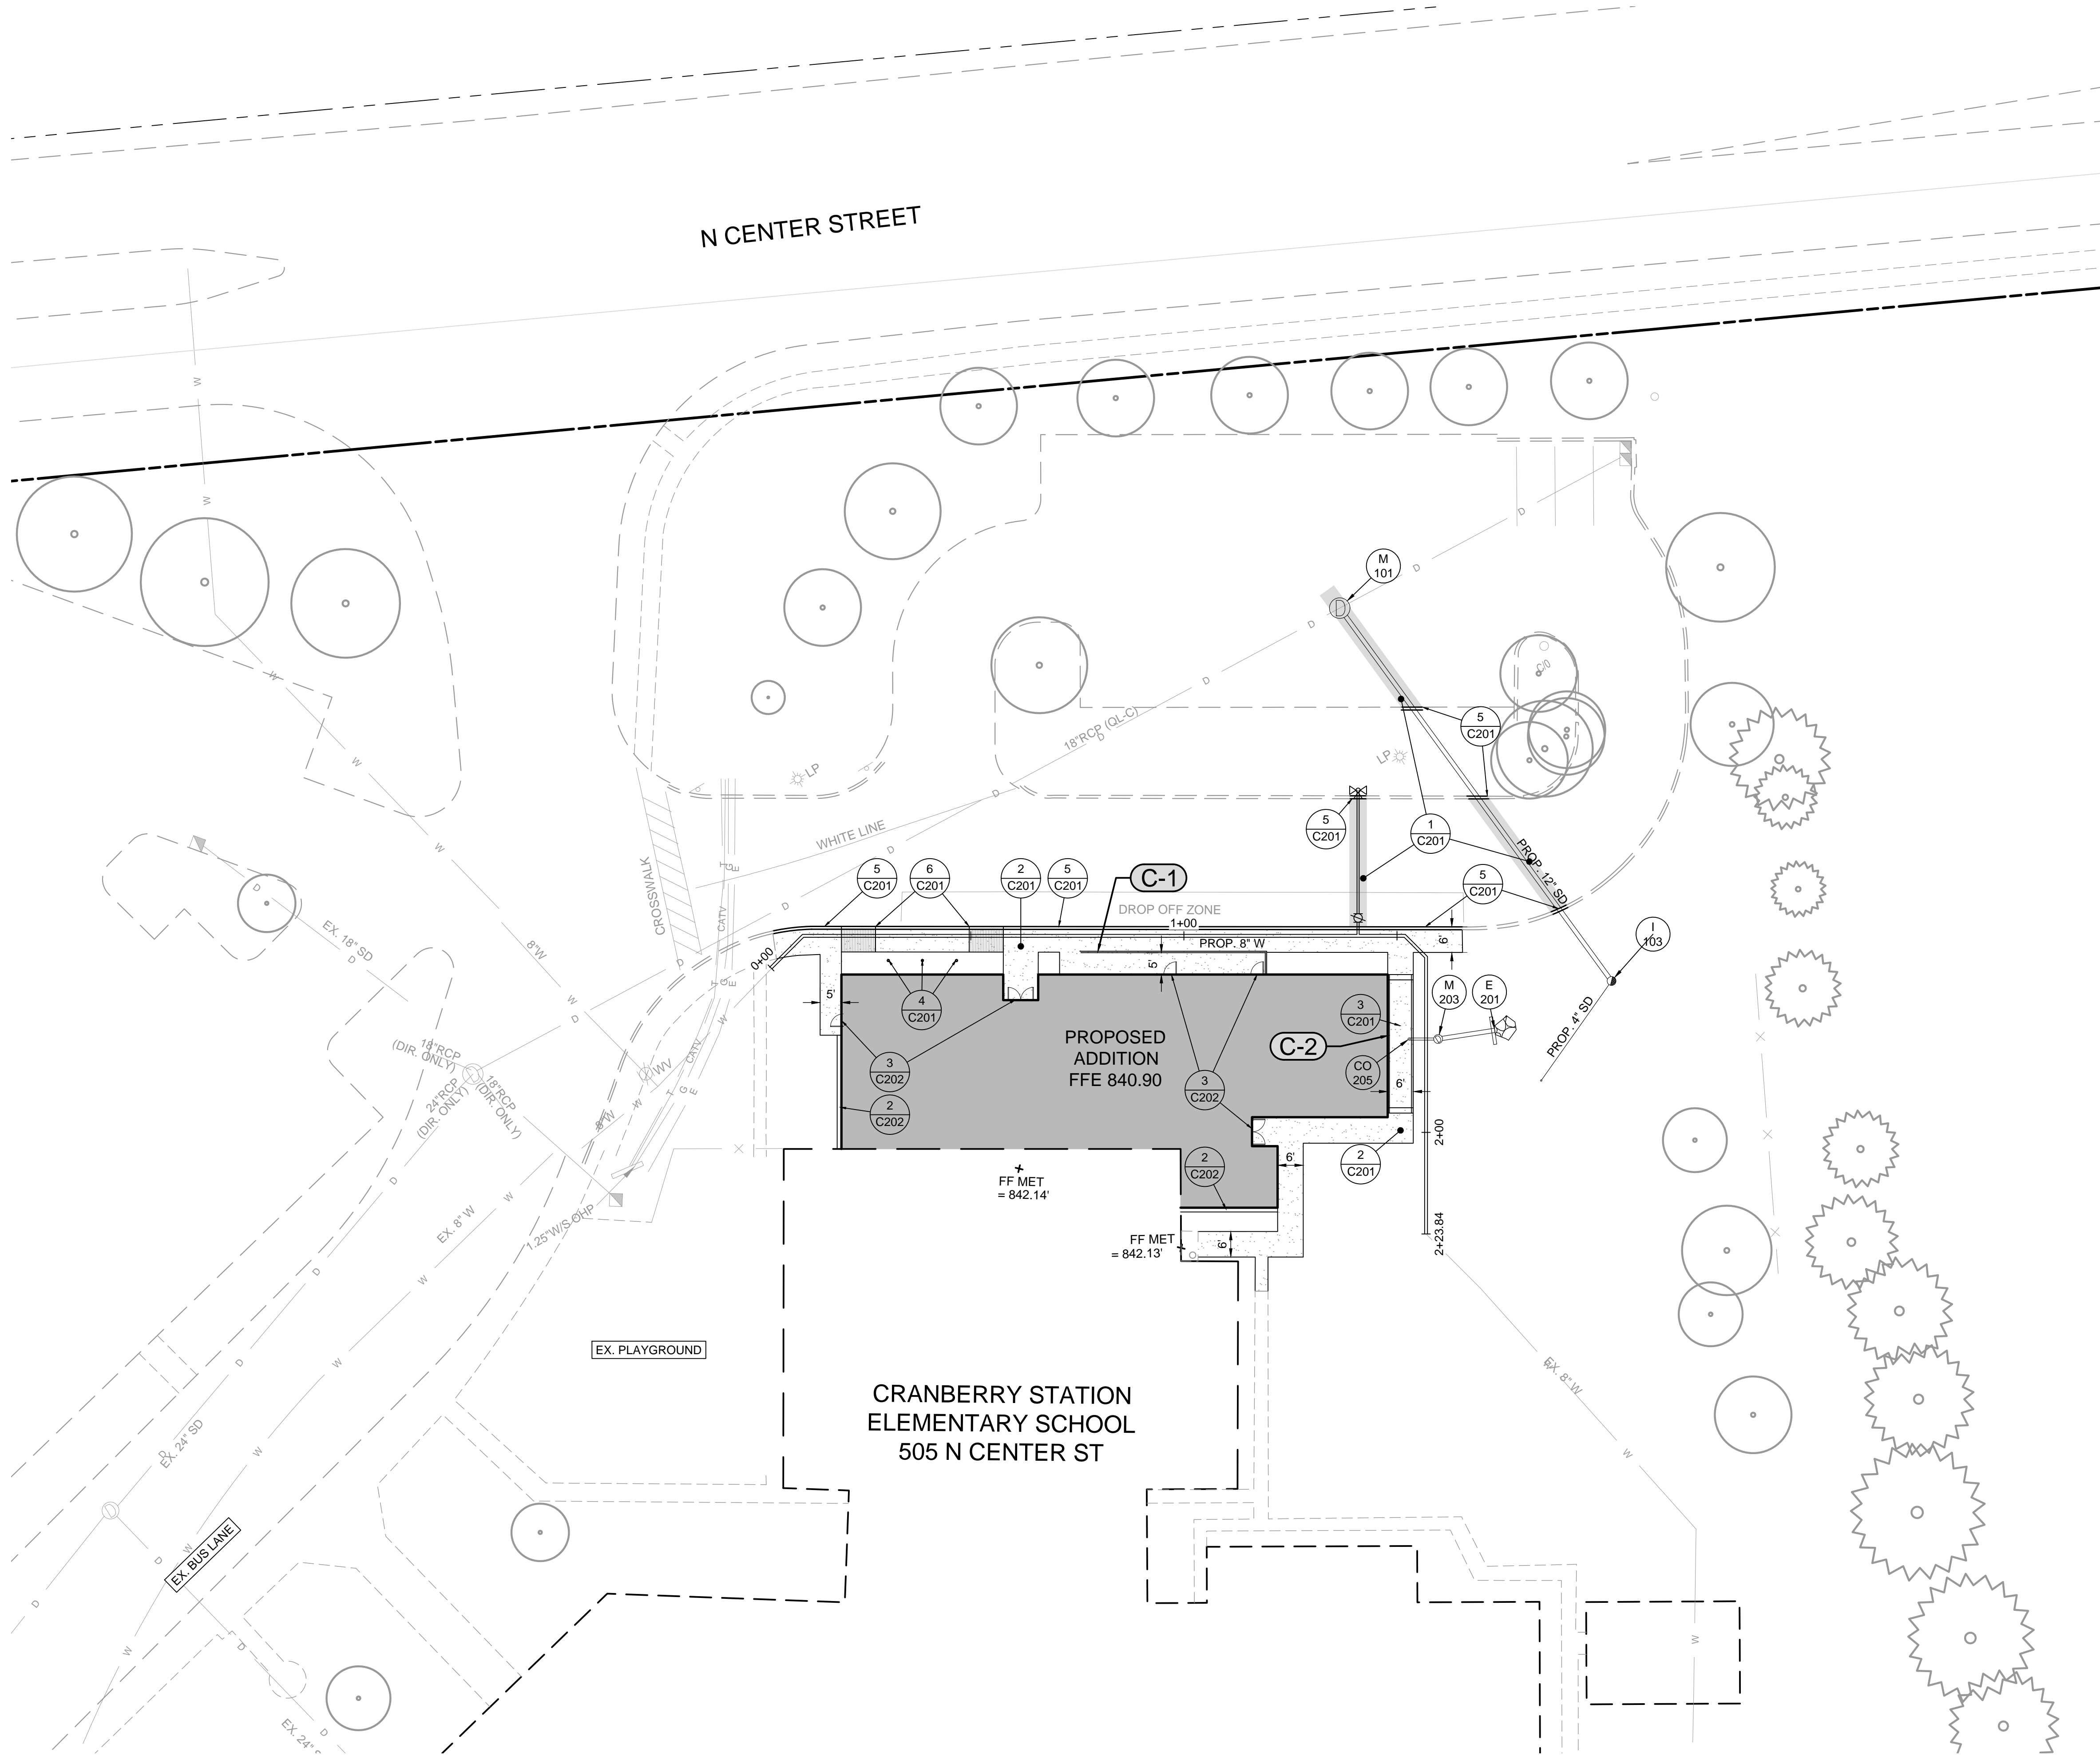 N CENTER STREET
W
W
M
101
D
D
D
D
C/O
18"RCP (QL-C)
D
5
C201
LP
LP
W
W
D
5
C201
1
C201
WHITE LINE
CROSSWALK
T
G
E
PROP. 12" SD
W
D
D
5
C201
6
C201
2
C201
5
C201
C-1
5
C201
DROP OFF ZONE
1+00
PROP. 8" W
6'
I
103
EX. 18" SD
D
D
CATV
8"W
D
0+00
5'
5'
T
G
E
W
D
W
CATV
4
C201
PROPOSED
ADDITION
FFE 840.90
3
C201
C-2
M
203
E
201
PROP. 4" SD
18"RCP
(DIR. ONLY)
24"RCP
(DIR. ONLY)
18"RCP
(DIR. ONLY)
WV
T
G
E
W
8"W
3
C202
2
C202
3
C202
CO
205
6'
2+00
2
C202
6'
2
C201
D
W
FF MET
= 842.14'
EX. 8" W
1.25"W/S OHP
FF MET
= 842.13'
6'
2+23.84
D
W
D
W
EX. PLAYGROUND
EX. 8" W
W
CRANBERRY STATION
ELEMENTARY SCHOOL
505 N CENTER ST
EX. 24" SD
D
W
W
EX. BUS LANE
D
W
D
D
W
W
D
EX. 24"
D